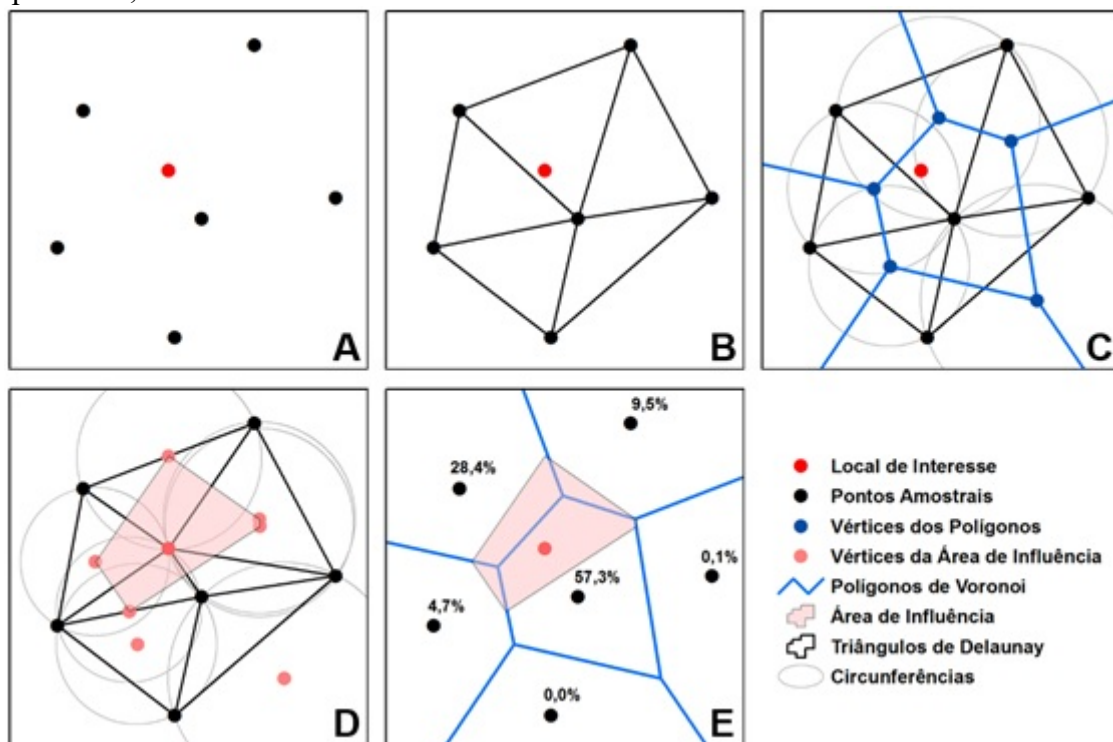 A
B
C
D
9,5%
28,4%
0,1%
57,3%
4,7%
0,0%
E
Local de Interesse
Pontos Amostrais
Vértices dos Polígonos
Vértices da Área de Influência
Polígonos de Voronoi
Área de Influência
Triângulos de Delaunay
Circunferências